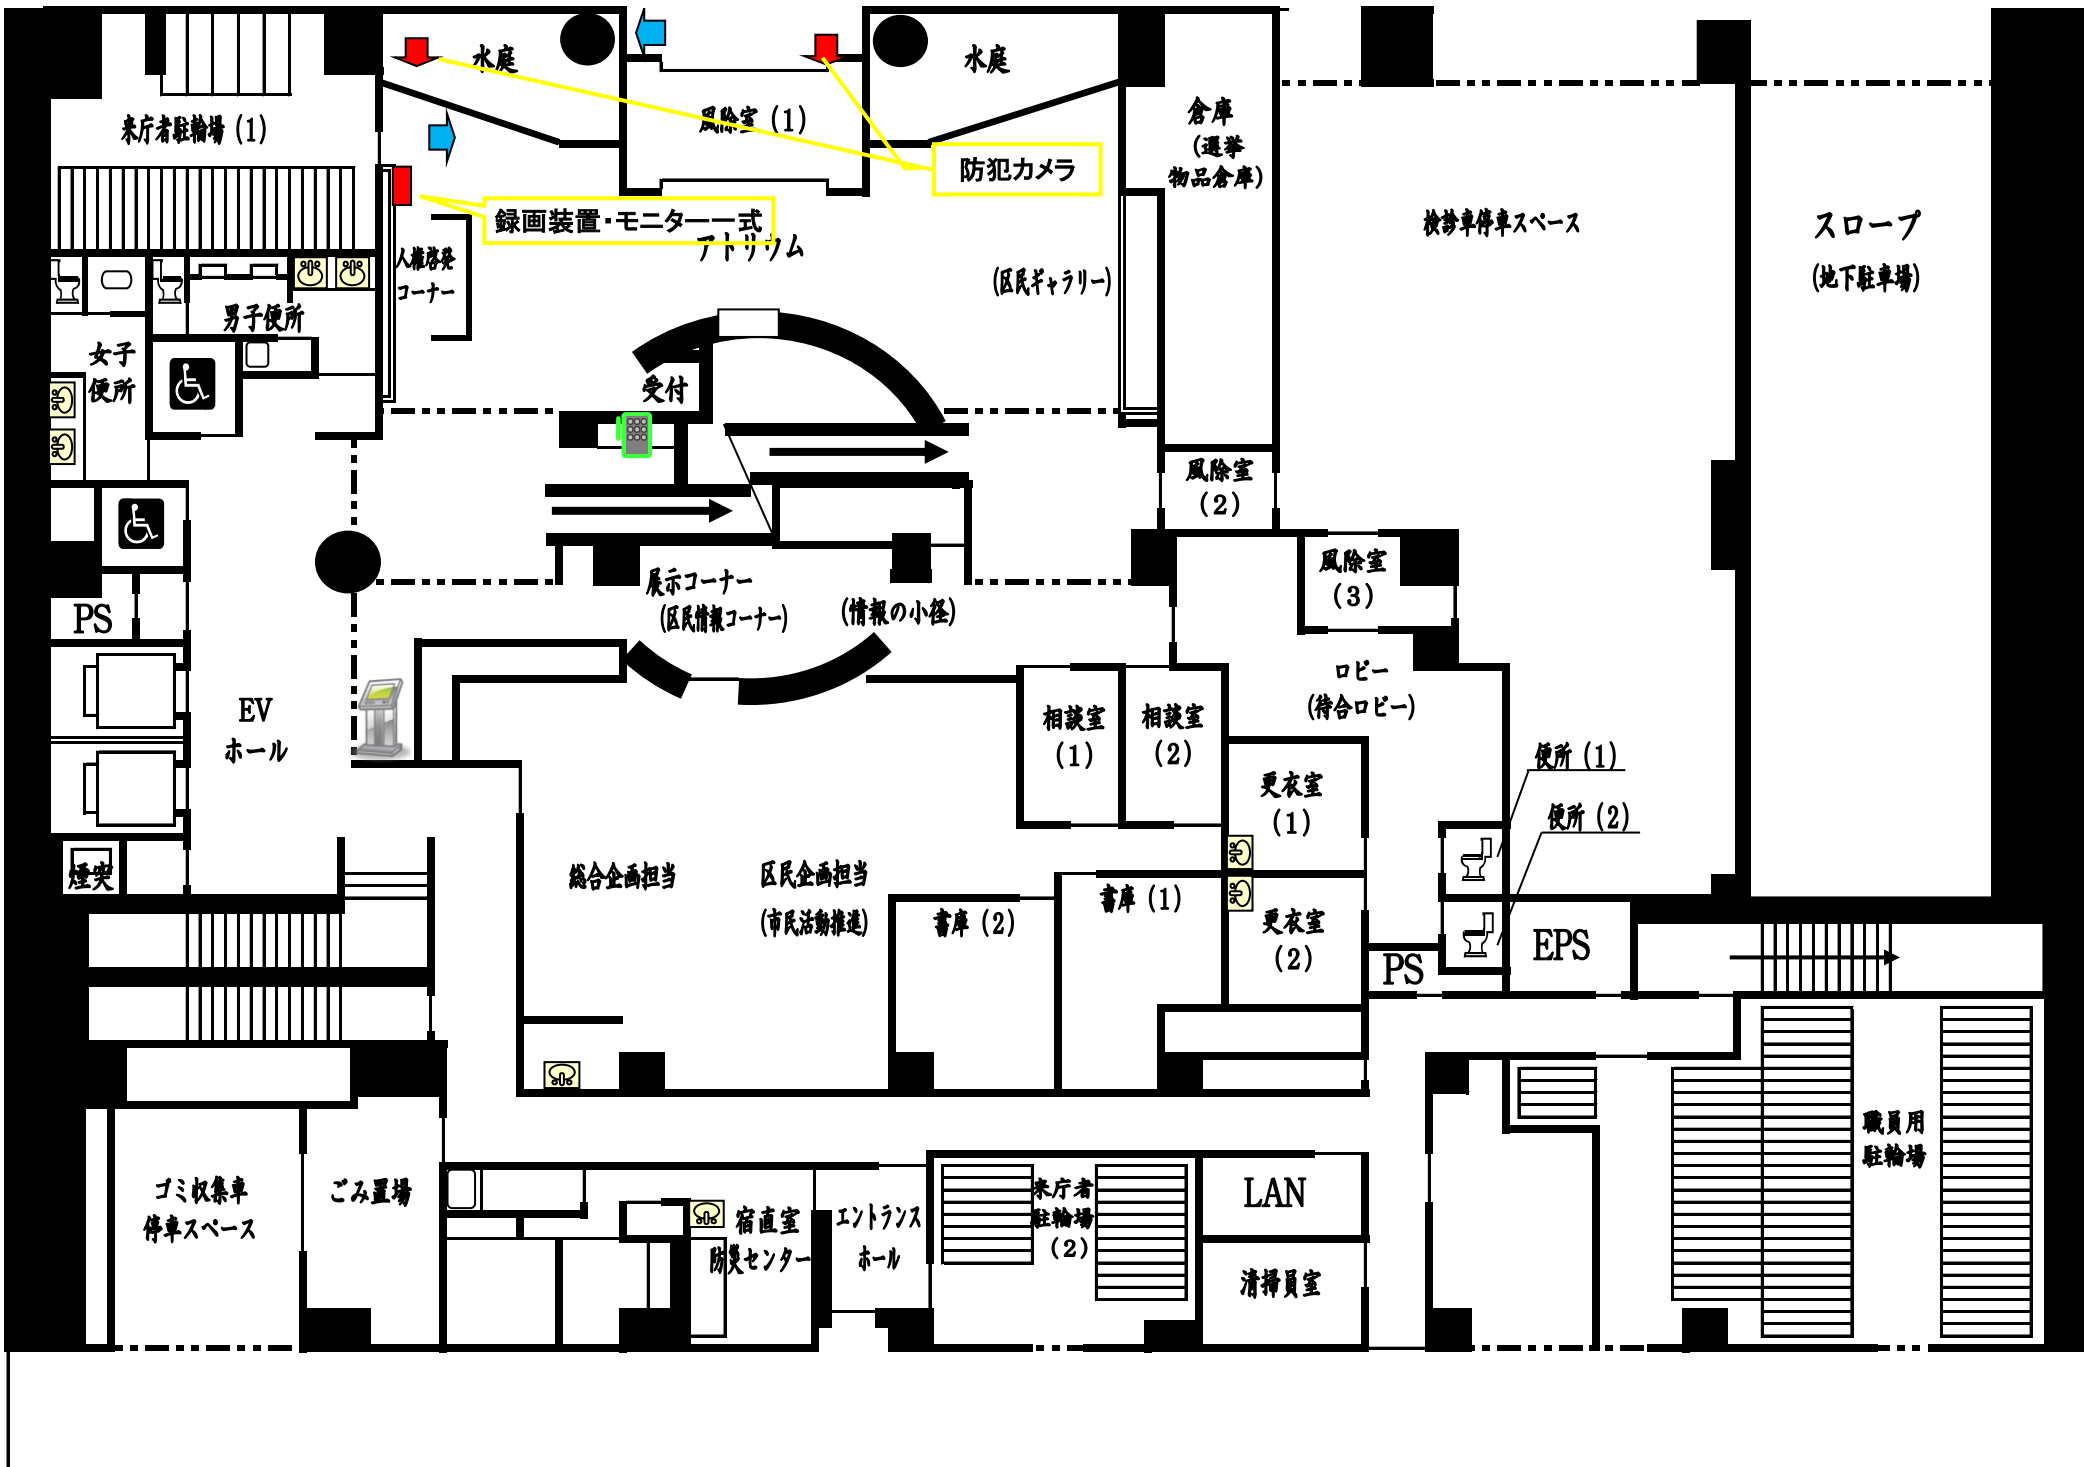 水庭
水庭
来庁者駐輪場(1)
風除室(1)
倉庫
(選挙
物品倉庫)
防犯カメラ
録画装置・モニター一式
アトリウム
検診車停車スペース
スロープ
(地下駐車場)
人権啓発
コーナー
(区民ギャラリー)
男子便所
女子
便所
受付
風除室
(2)
風除室
(3)
展示コーナー
(区民情報コーナー)
(情報の小径)
PS
EV
ホール
ロビー
(待合ロビー)
相談室
(1)
相談室
(2)
更衣室
(1)
便所(1)
便所(2)
煙突
総合企画担当
区民企画担当
(市民活動推進)
書庫(2)
書庫(1)
更衣室
(2)
PS
EPS
ゴミ収集車
停車スペース
ごみ置場
宿直室
防災センター
エントランス
ホール
来庁者
駐輪場
(2)
LAN
清掃員室
職員用
駐輪場